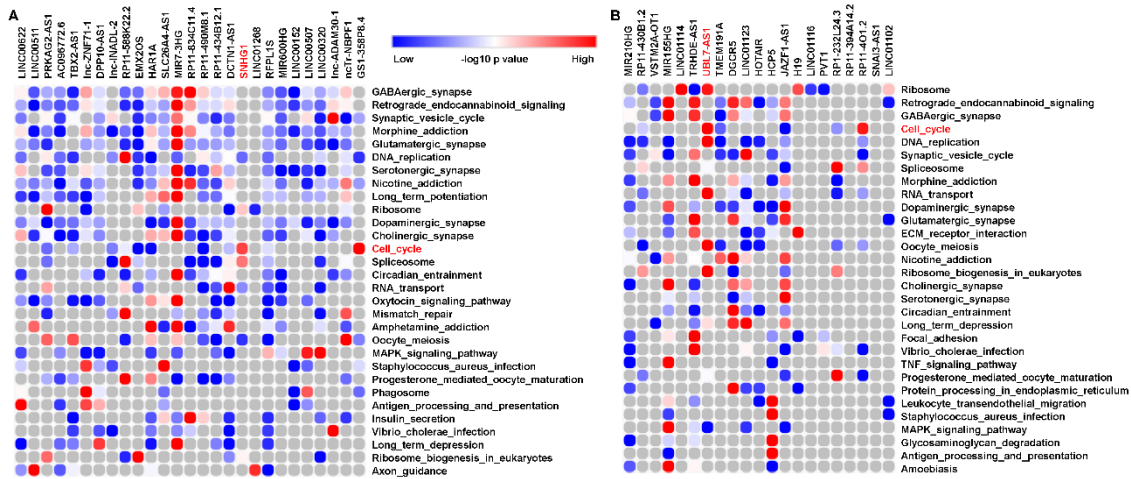 A
LINC00622
LINC00511
PRKAG2-AS1
AC096772.6
TBX2-AS1
lnc-ZNF71-1
DPP10-AS1
lnc-INADL-2
RP11-588K22.2
EMX2OS
HAR1A
SLC26A4-AS1
MIR7-3HG
RP11-834C11.4
RP11-490M8.1
RP11-434B12.1
DCTN1-AS1
SNHG1
LINC01268
RFPL1S
MIR600HG
LINC00152
LINC00507
LINC00320
lnc-ADAM30-1
ncTr-NBPF1
GS1-358P8.4
Low
-log10 p value
High
GABAergic_synapse
Retrograde_endocannabinoid_signaling
Synaptic_vesicle_cycle
Morphine_addiction
Glutamatergic_synapse
DNA_replication
Serotonergic_synapse
Nicotine_addiction
Long_term_potentiation
Ribosome
Dopaminergic_synapse
Cholinergic_synapse
Cell_cycle
Spliceosome
Circadian_entrainment
RNA_transport
Oxytocin_signaling_pathway
Mismatch_repair
Amphetamine_addiction
Oocyte_meiosis
MAPK_signaling_pathway
Staphylococcus_aureus_infection
Progesterone_mediated_oocyte_maturation
Phagosome
Antigen_processing_and_presentation
Insulin_secretion
Vibrio_cholerae_infection
Long_term_depression
Ribosome_biogenesis_in_eukaryotes
Axon_guidance
B
MIR210HG
RP11-430B1.2
VSTM2A-OT1
MIR155HG
LINC01114
TRHDE-AS1
UBL7-AS1
TMEM191A
DGCR5
LINC01123
HOTAIR
HCP5
JAZF1-AS1
H19
LINC01116
PVT1
RP11-232L24.3
RP11-394A14.2
RP11-4O1.2
SNAI3-AS1
LINC01102
Ribosome
Retrograde_endocannabinoid_signaling
GABAergic_synapse
Cell_cycle
DNA_replication
Synaptic_vesicle_cycle
Spliceosome
Morphine_addiction
RNA_transport
Dopaminergic_synapse
Glutamatergic_synapse
ECM_receptor_interaction
Oocyte_meiosis
Nicotine_addiction
Ribosome_biogenesis_in_eukaryotes
Cholinergic_synapse
Serotonergic_synapse
Circadian_entrainment
Long_term_depression
Focal_adhesion
Vibrio_cholerae_infection
TNF_signaling_pathway
Progesterone_mediated_oocyte_maturation
Protein_processing_in_endoplasmic_reticulum
Leukocyte_transendothelial_migration
Staphylococcus_aureus_infection
MAPK_signaling_pathway
Glycosaminoglycan_degradation
Antigen_processing_and_presentation
Amoebiasis